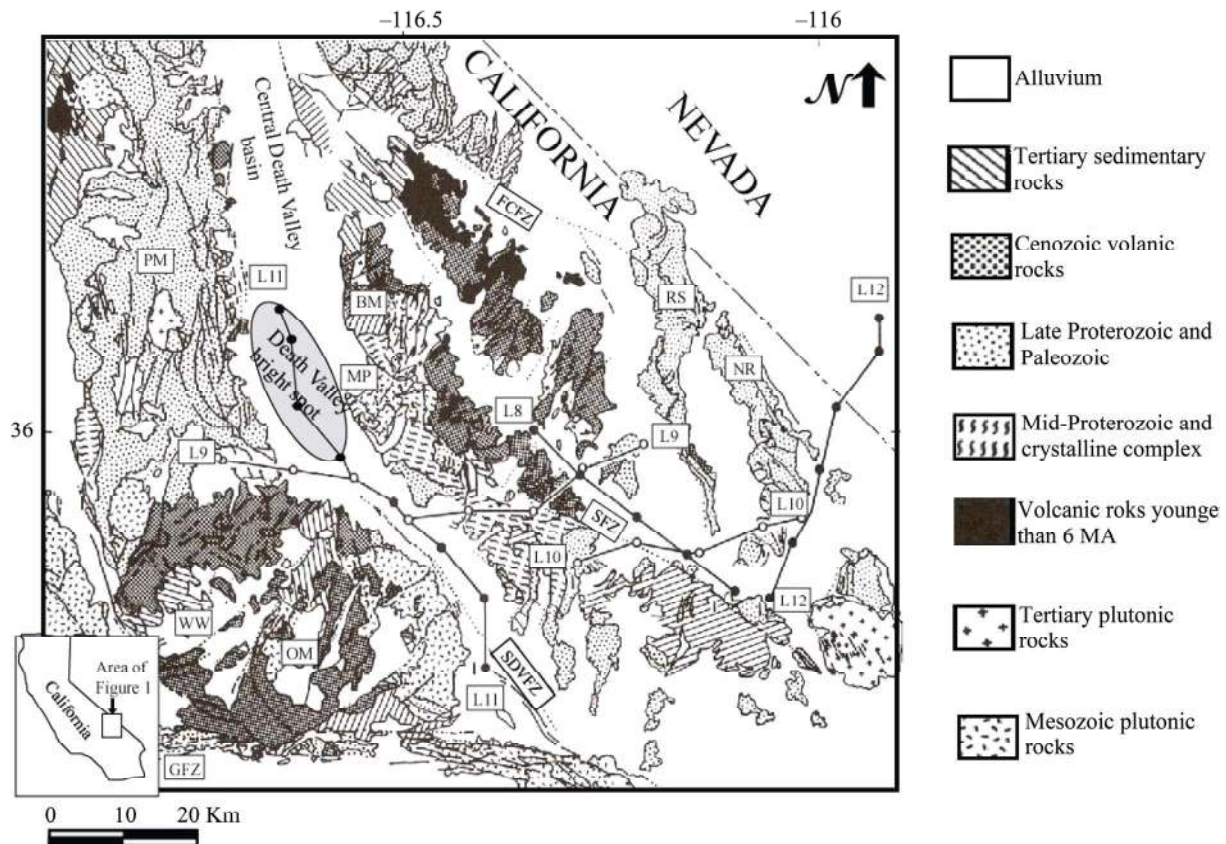 –116.5
–116
Central Death Valley
basin
CALIFORNIA
NEVADA
N
FCFZ
PM
L11
BM
RS
L12
Death Valley
bright spot
MP
NR
36
L8
L9
L9
L10
SFZ
L10
L12
WW
OM
SDVFZ
L11
GFZ
Area of
Figure 1
California
0 10 20 Km
Alluvium
Tertiary sedimentary
rocks
Cenozoic volanic
rocks
Late Proterozoic and
Paleozoic
Mid-Proterozoic and
crystalline complex
Volcanic roks younger
than 6 MA
Tertiary plutonic
rocks
Mesozoic plutonic
rocks